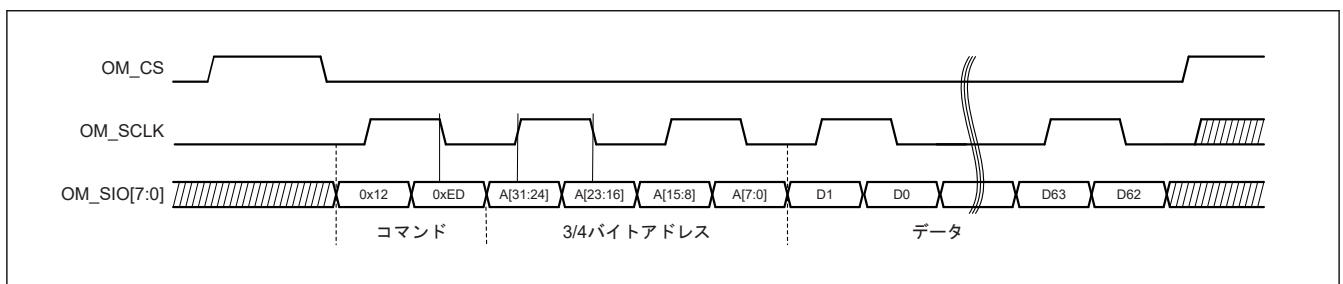 OM_CS
OM_SCLK
OM_SIO[7:0] 0x12 0xED A[31:24] A[23:16] A[15:8] A[7:0] D1 D0 D63 D62
コマンド 3/4バイトアドレス データ